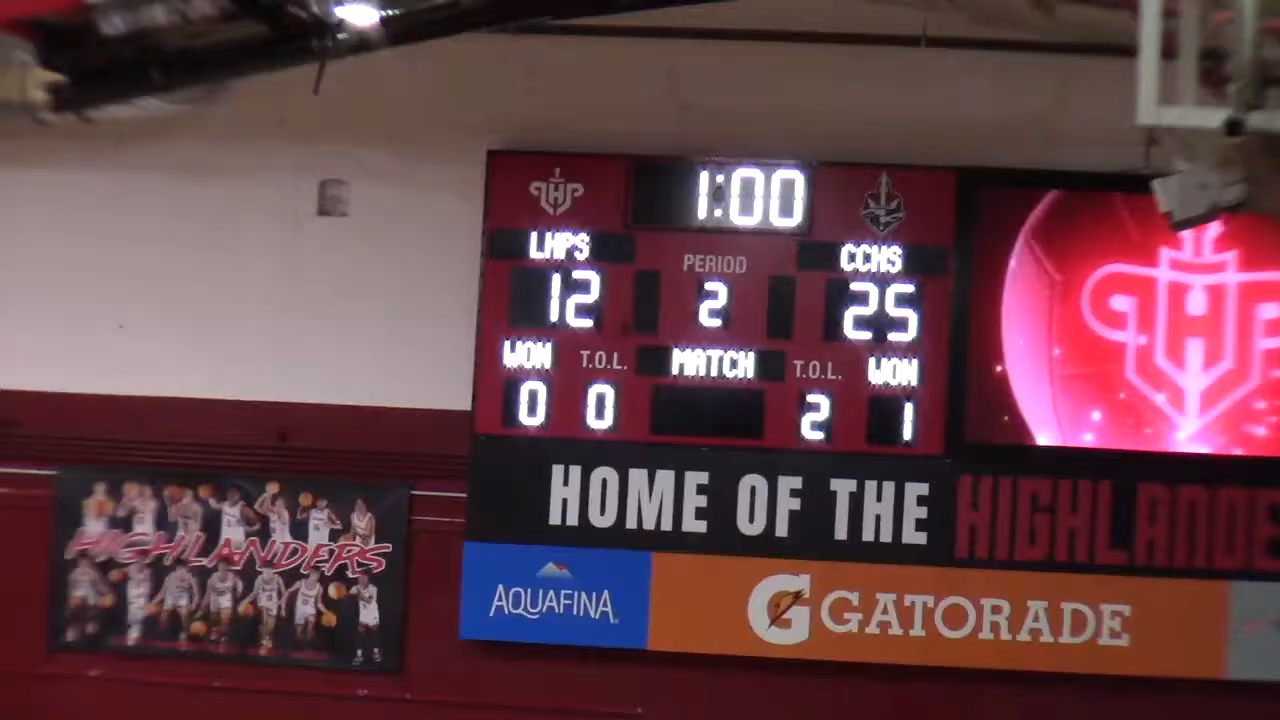 1:00
LHPS
PERIOD
CCHS
12
2
25
WON
T.O.L.
MATCH
T.O.L.
WON
0
0
2
1
HOME OF THE HIGHLANDE
HIGHLANDERS
AQUAFINA
G GATORADE